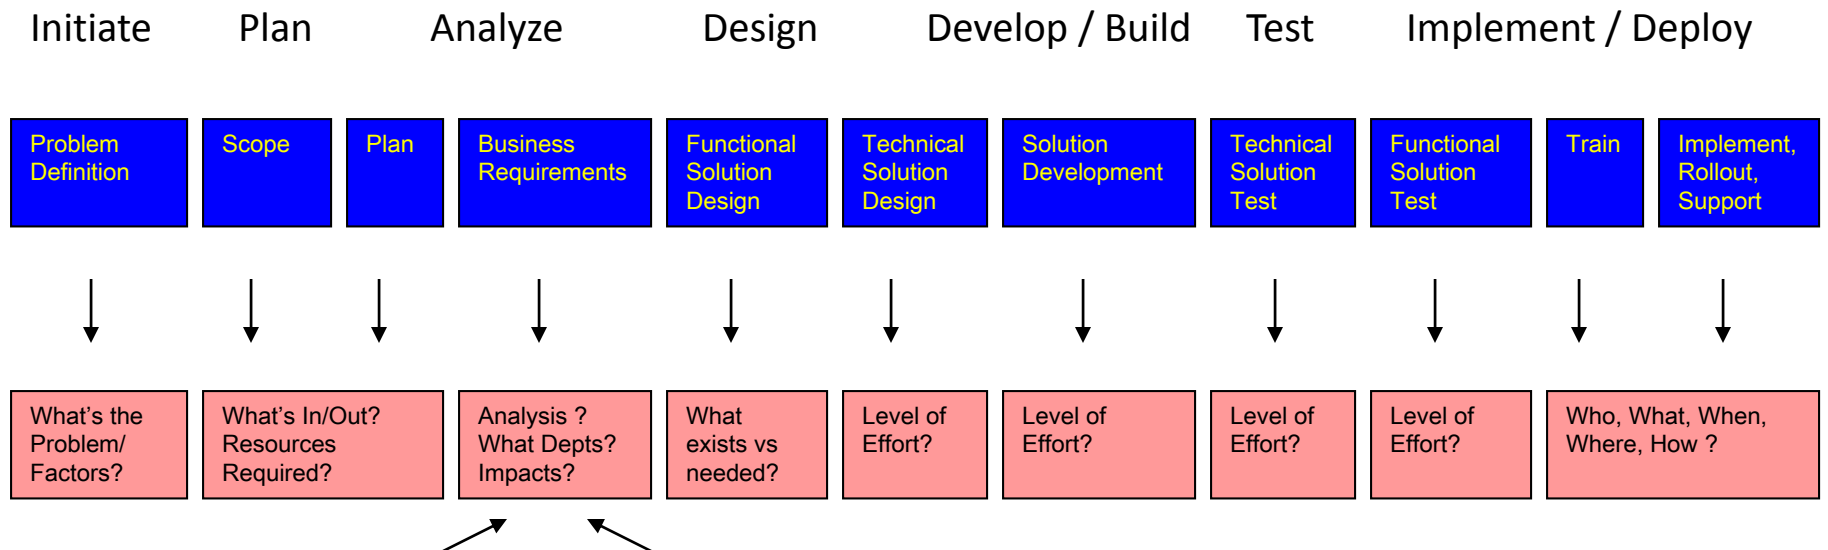 Initiate Plan Analyze Design Develop / Build Test Implement / Deploy
Problem
Definition
Scope
Plan
Business
Requirements
Functional
Solution
Design
Technical
Solution
Design
Solution
Development
Technical
Solution
Test
Functional
Solution
Test
Train
Implement,
Rollout,
Support
What's the
Problem/
Factors?
What's In/Out?
Resources
Required?
Analysis ?
What Depts?
Impacts?
What
exists vs
needed?
Level of
Effort?
Level of
Effort?
Level of
Effort?
Level of
Effort?
Who, What, When,
Where, How ?